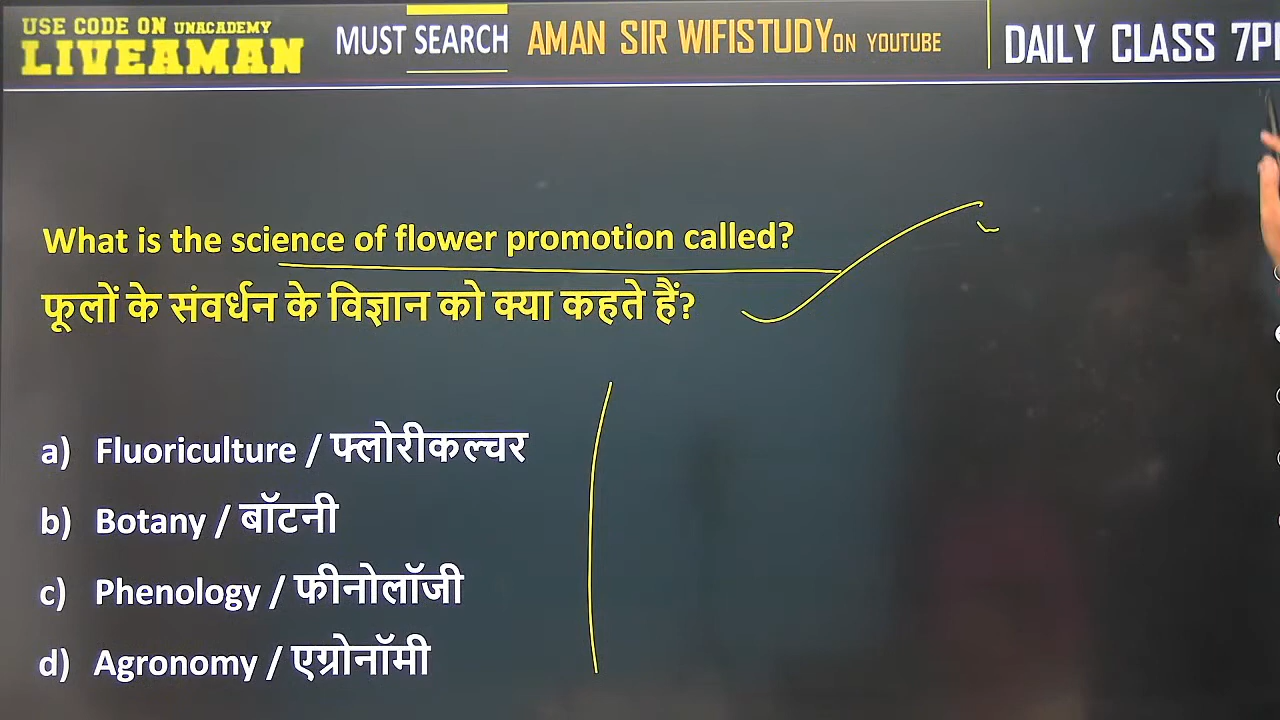 USE CODE ON UNACADEMY
LIVEAMAN
MUST SEARCH AMAN SIR WIFISTUDY ON YOUTUBE
DAILY CLASS 7P
What is the science of flower promotion called?
फूलों के संवर्धन के विज्ञान को क्या कहते हैं?
a) Fluoriculture / फ्लोरीकल्चर
b) Botany / बॉटनी
c) Phenology / फीनोलॉजी
d) Agronomy / एग्रोनॉमी